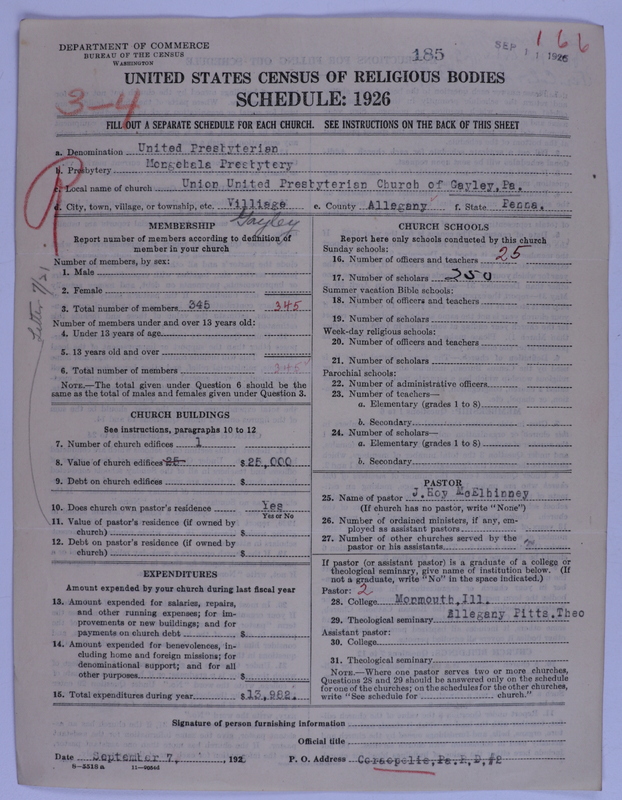 DEPARTMENT OF COMMERCE
BUREAU OF THE CENSUS
WASHINGTON
185
SEP 11 1926
166
UNITED STATES CENSUS OF RELIGIOUS BODIES
SCHEDULE: 1926
3-4
FILL OUT A SEPARATE SCHEDULE FOR EACH CHURCH. SEE INSTRUCTIONS ON THE BACK OF THIS SHEET
a. Denomination United Presbyterian
b. Presbytery Mongehala Presbytery
c. Local name of church Union United Presbyterian Church of Gayley, Pa.
d. City, town, village, or township, etc. Villiage e. County Allegany f. State Penna.
Gayley
Letter 7/21
MEMBERSHIP
Report number of members according to definition of member in your church
Number of members, by sex:
1. Male
2. Female
3. Total number of members 345 345
Number of members under and over 13 years old:
4. Under 13 years of age
5. 13 years old and over
6. Total number of members 345
NOTE.—The total given under Question 6 should be the
same as the total of males and females given under Question 3.
CHURCH BUILDINGS
See instructions, paragraphs 10 to 12
7. Number of church edifices 1
8. Value of church edifices 25 $ 25,000
9. Debt on church edifices $
10. Does church own pastor's residence Yes
Yes or No
11. Value of pastor's residence (if owned by
church) $
12. Debt on pastor's residence (if owned by
church) $
EXPENDITURES
Amount expended by your church during last fiscal year
13. Amount expended for salaries, repairs,
and other running expenses; for im-
provements or new buildings; and for
payments on church debt $
14. Amount expended for benevolences, in-
cluding home and foreign missions; for
denominational support; and for all
other purposes $
15. Total expenditures during year $ 13,982.
CHURCH SCHOOLS
Report here only schools conducted by this church
Sunday schools:
16. Number of officers and teachers 25
17. Number of scholars 250
Summer vacation Bible schools:
18. Number of officers and teachers
19. Number of scholars
Week-day religious schools:
20. Number of officers and teachers
21. Number of scholars
Parochial schools:
22. Number of administrative officers
23. Number of teachers—
a. Elementary (grades 1 to 8)
b. Secondary
24. Number of scholars—
a. Elementary (grades 1 to 8)
b. Secondary
PASTOR
25. Name of pastor J. Roy McElhinney
(If church has no pastor, write "None")
26. Number of ordained ministers, if any, em-
ployed as assistant pastors
27. Number of other churches served by the
pastor or his assistants
If pastor (or assistant pastor) is a graduate of a college or
theological seminary, give name of institution below. (If
not a graduate, write "No" in the space indicated.)
Pastor: 2
28. College Monmouth, Ill.
29. Theological seminary Allegany Pitts. Theo
Assistant pastor:
30. College
31. Theological seminary
NOTE.—Where one pastor serves two or more churches,
Questions 28 and 29 should be answered only on the schedule
for one of the churches; on the schedules for the other churches,
write "See schedule for church."
Signature of person furnishing information
Official title
Date September 7, , 192 P. O. Address Coraopolis, Pa. R, D, #2
8-5518 a 11-9056d